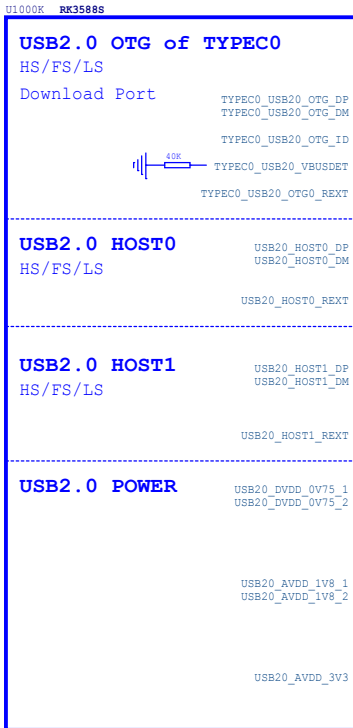 U1000K RK3588S
USB2.0 OTG of TYPEC0
HS/FS/LS
Download Port
TYPEC0_USB20_OTG_DP
TYPEC0_USB20_OTG_DM
TYPEC0_USB20_OTG_ID
40K
TYPEC0_USB20_VBUSDET
TYPEC0_USB20_OTG0_REXT
USB2.0 HOST0
HS/FS/LS
USB20_HOST0_DP
USB20_HOST0_DM
USB20_HOST0_REXT
USB2.0 HOST1
HS/FS/LS
USB20_HOST1_DP
USB20_HOST1_DM
USB20_HOST1_REXT
USB2.0 POWER
USB20_DVDD_0V75_1
USB20_DVDD_0V75_2
USB20_AVDD_1V8_1
USB20_AVDD_1V8_2
USB20_AVDD_3V3